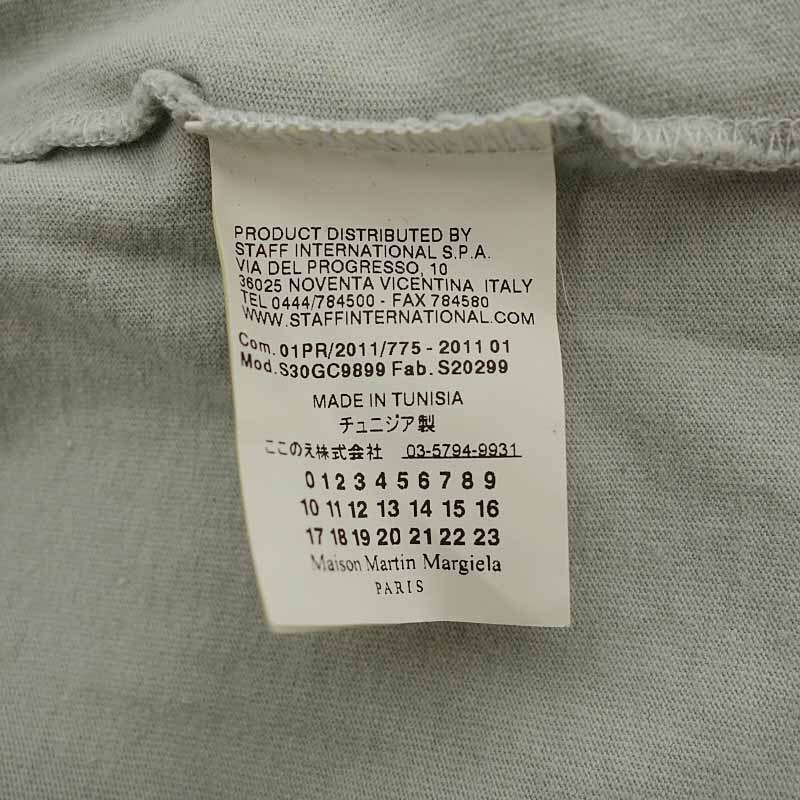 PRODUCT DISTRIBUTED BY
STAFF INTERNATIONAL S.P.A.
VIA DEL PROGRESSO, 10
36025 NOVENTA VICENTINA ITALY
TEL 0444/784500 - FAX 784580
WWW.STAFFINTERNATIONAL.COM
Com. 01PR/2011/775 - 2011 01
Mod.S30GC9899 Fab. S20299
MADE IN TUNISIA
チュニジア製
ここのえ株式会社 03-5794-9931
0 1 2 3 4 5 6 7 8 9
10 11 12 13 14 15 16
17 18 19 20 21 22 23
Maison Martin Margiela
PARIS